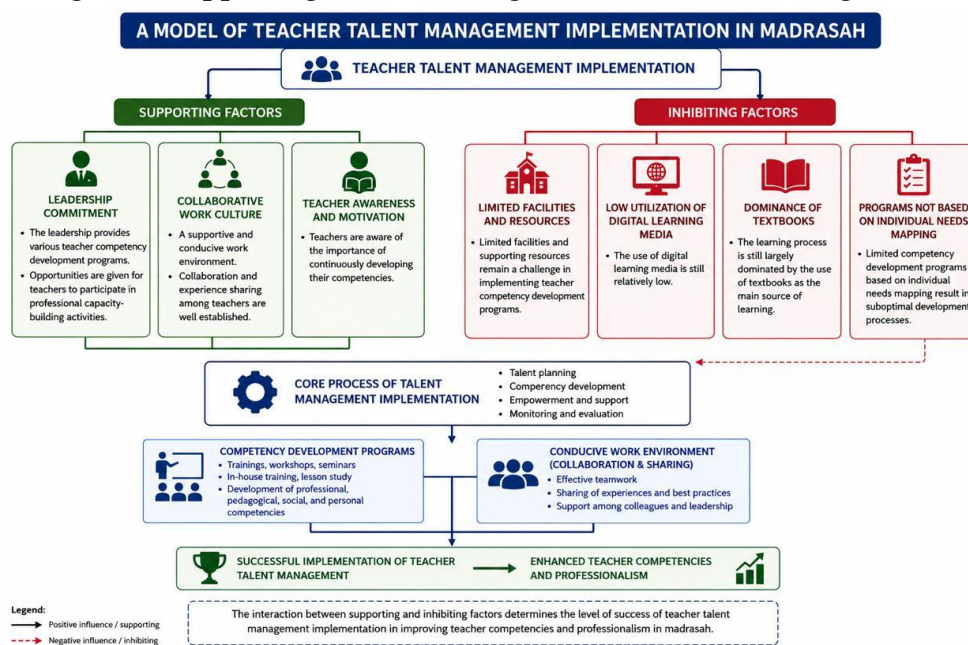 A MODEL OF TEACHER TALENT MANAGEMENT IMPLEMENTATION IN MADRASAH
TEACHER TALENT MANAGEMENT IMPLEMENTATION
SUPPORTING FACTORS
LEADERSHIP
COMMITMENT
• The leadership provides
various teacher competency
development programs.
• Opportunities are given for
teachers to participate in
professional capacity-
building activities.
COLLABORATIVE
WORK CULTURE
• A supportive and
conducive work
environment.
• Collaboration and
experience sharing
among teachers are
well established.
TEACHER AWARENESS
AND MOTIVATION
• Teachers are aware of
the importance of
continuously developing
their competencies.
INHIBITING FACTORS
LIMITED FACILITIES
AND RESOURCES
• Limited facilities and
supporting resources
remain a challenge in
implementing teacher
competency development
programs.
LOW UTILIZATION OF
DIGITAL LEARNING
MEDIA
• The use of digital
learning media is still
relatively low.
DOMINANCE OF
TEXTBOOKS
• The learning process
is still largely
dominated by the use
of textbooks as the
main source of
learning.
PROGRAMS NOT BASED
ON INDIVIDUAL NEEDS
MAPPING
• Limited competency
development programs
based on individual
needs mapping result in
suboptimal development
processes.
CORE PROCESS OF TALENT
MANAGEMENT IMPLEMENTATION
• Talent planning
• Competency development
• Empowerment and support
• Monitoring and evaluation
COMPETENCY DEVELOPMENT PROGRAMS
• Trainings, workshops, seminars
• In-house training, lesson study
• Development of professional,
pedagogical, social, and personal
competencies
CONDUCIVE WORK ENVIRONMENT
(COLLABORATION & SHARING)
• Effective teamwork
• Sharing of experiences and best practices
• Support among colleagues and leadership
SUCCESSFUL IMPLEMENTATION OF TEACHER
TALENT MANAGEMENT
ENHANCED TEACHER COMPETENCIES
AND PROFESSIONALISM
Legend:
Positive influence / supporting
Negative influence / inhibiting
The interaction between supporting and inhibiting factors determines the level of success of teacher talent
management implementation in improving teacher competencies and professionalism in madrasah.